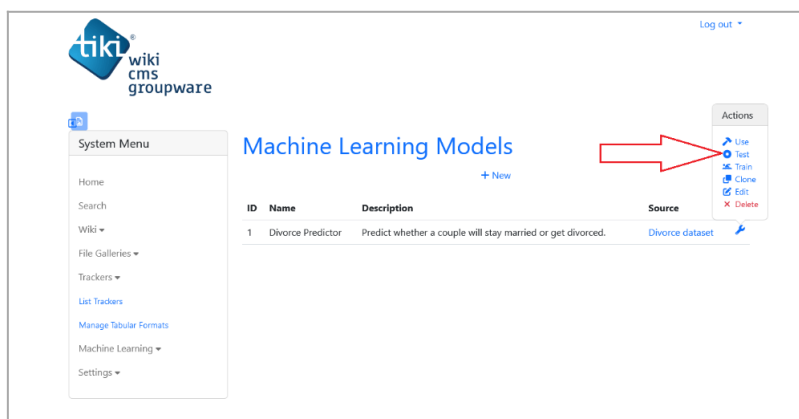 Log out
tiki®
wiki
cms
groupware
System Menu
Home
Search
Wiki
File Galleries
Trackers
List Trackers
Manage Tabular Formats
Machine Learning
Settings
Machine Learning Models
+ New
ID Name Description Source
1 Divorce Predictor Predict whether a couple will stay married or get divorced. Divorce dataset
Actions
Use
Test
Train
Clone
Edit
Delete